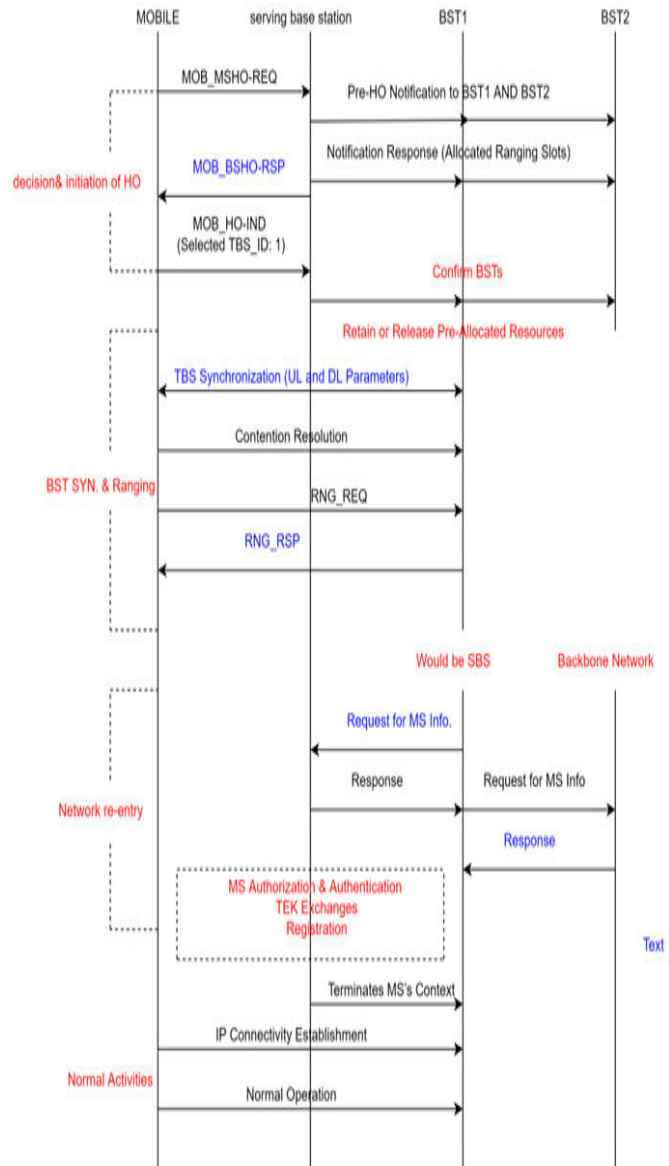 MOBILE
serving base station
BST1
BST2
MOB_MSHO-REQ
Pre-HO Notification to BST1 AND BST2
Notification Response (Allocated Ranging Slots)
MOB_BSHO-RSP
decision& initiation of HO
MOB_HO-IND
(Selected TBS_ID: 1)
Confirm BSTs
Retain or Release Pre-Allocated Resources
TBS Synchronization (UL and DL Parameters)
Contention Resolution
BST SYN. & Ranging
RNG_REQ
RNG_RSP
Would be SBS
Backbone Network
Request for MS Info.
Response
Request for MS Info
Network re-entry
Response
MS Authorization & Authentication
TEK Exchanges
Registration
Text
Terminates MS's Context
IP Connectivity Establishment
Normal Activities
Normal Operation